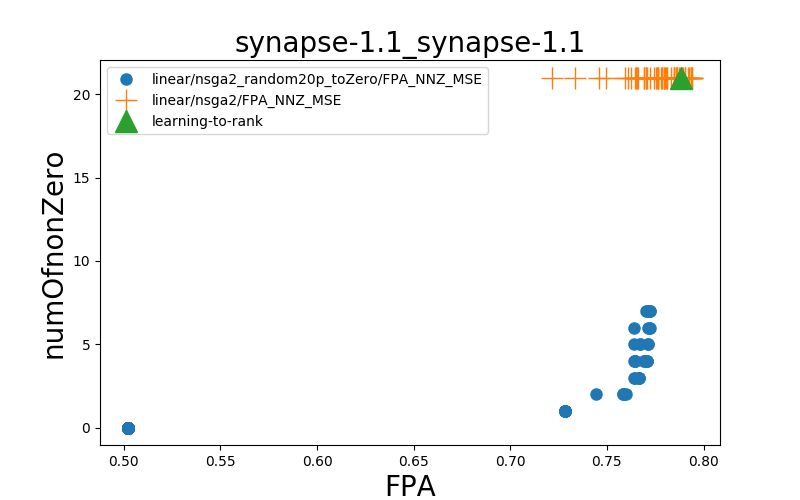 synapse-1.1_synapse-1.1
linear/nsga2_random20p_toZero/FPA_NNZ_MSE
linear/nsga2/FPA_NNZ_MSE
learning-to-rank
numOfnonZero
20
15
10
5
0
0.50 0.55 0.60 0.65 0.70 0.75 0.80
FPA